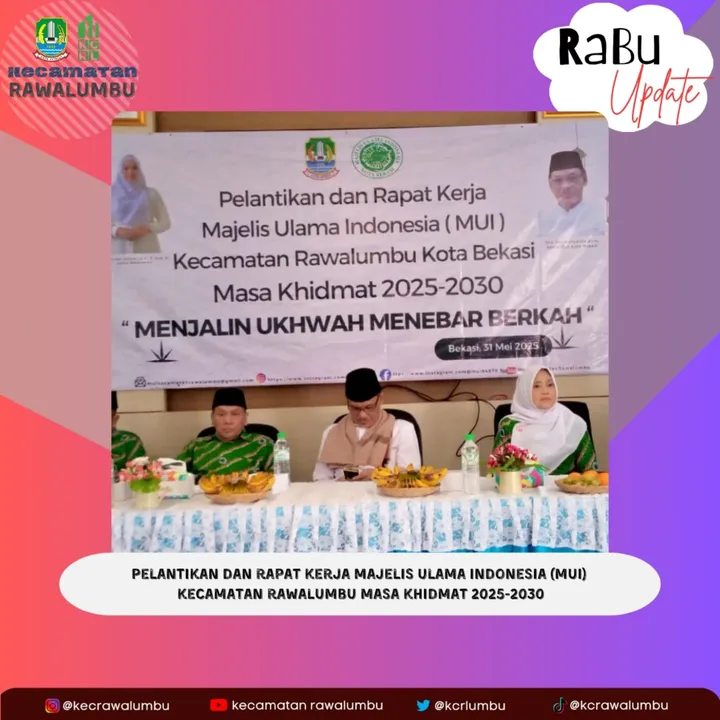 Kecamatan
RAWALUMBU
RaBu
Update
Pelantikan dan Rapat Kerja
Majelis Ulama Indonesia ( MUI )
Kecamatan Rawalumbu Kota Bekasi
Masa Khidmat 2025-2030
“ MENJALIN UKHWAH MENEBAR BERKAH “
Bekasi, 31 Mei 2025
PELANTIKAN DAN RAPAT KERJA MAJELIS ULAMA INDONESIA (MUI)
KECAMATAN RAWALUMBU MASA KHIDMAT 2025-2030
@kecrawalumbu
kecamatan rawalumbu
@kcrlumbu
@kcrawalumbu